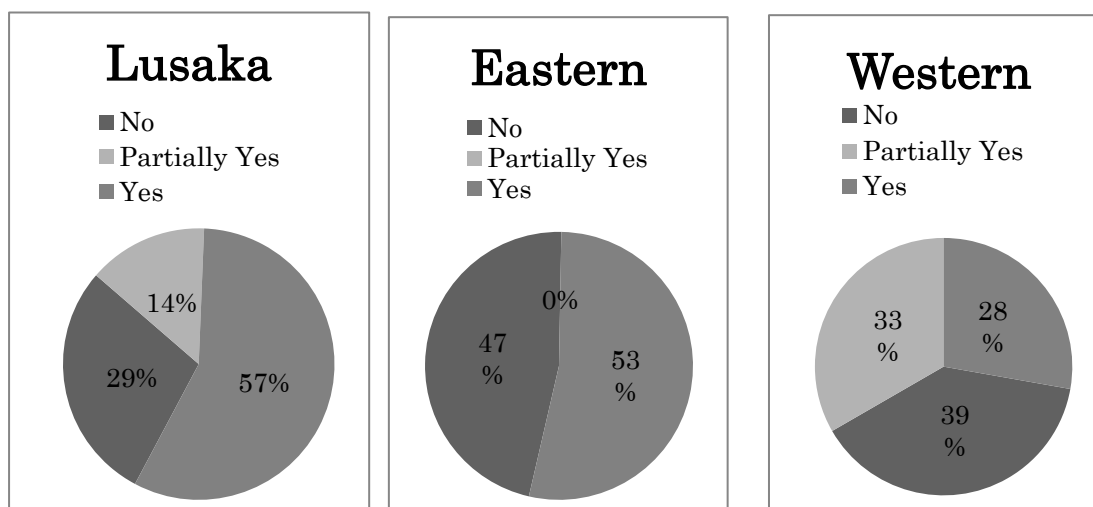 Lusaka
No
Partially Yes
Yes
14%
29%
57%
Eastern
No
Partially Yes
Yes
0%
47
%
53
%
Western
No
Partially Yes
Yes
33
%
28
%
39
%